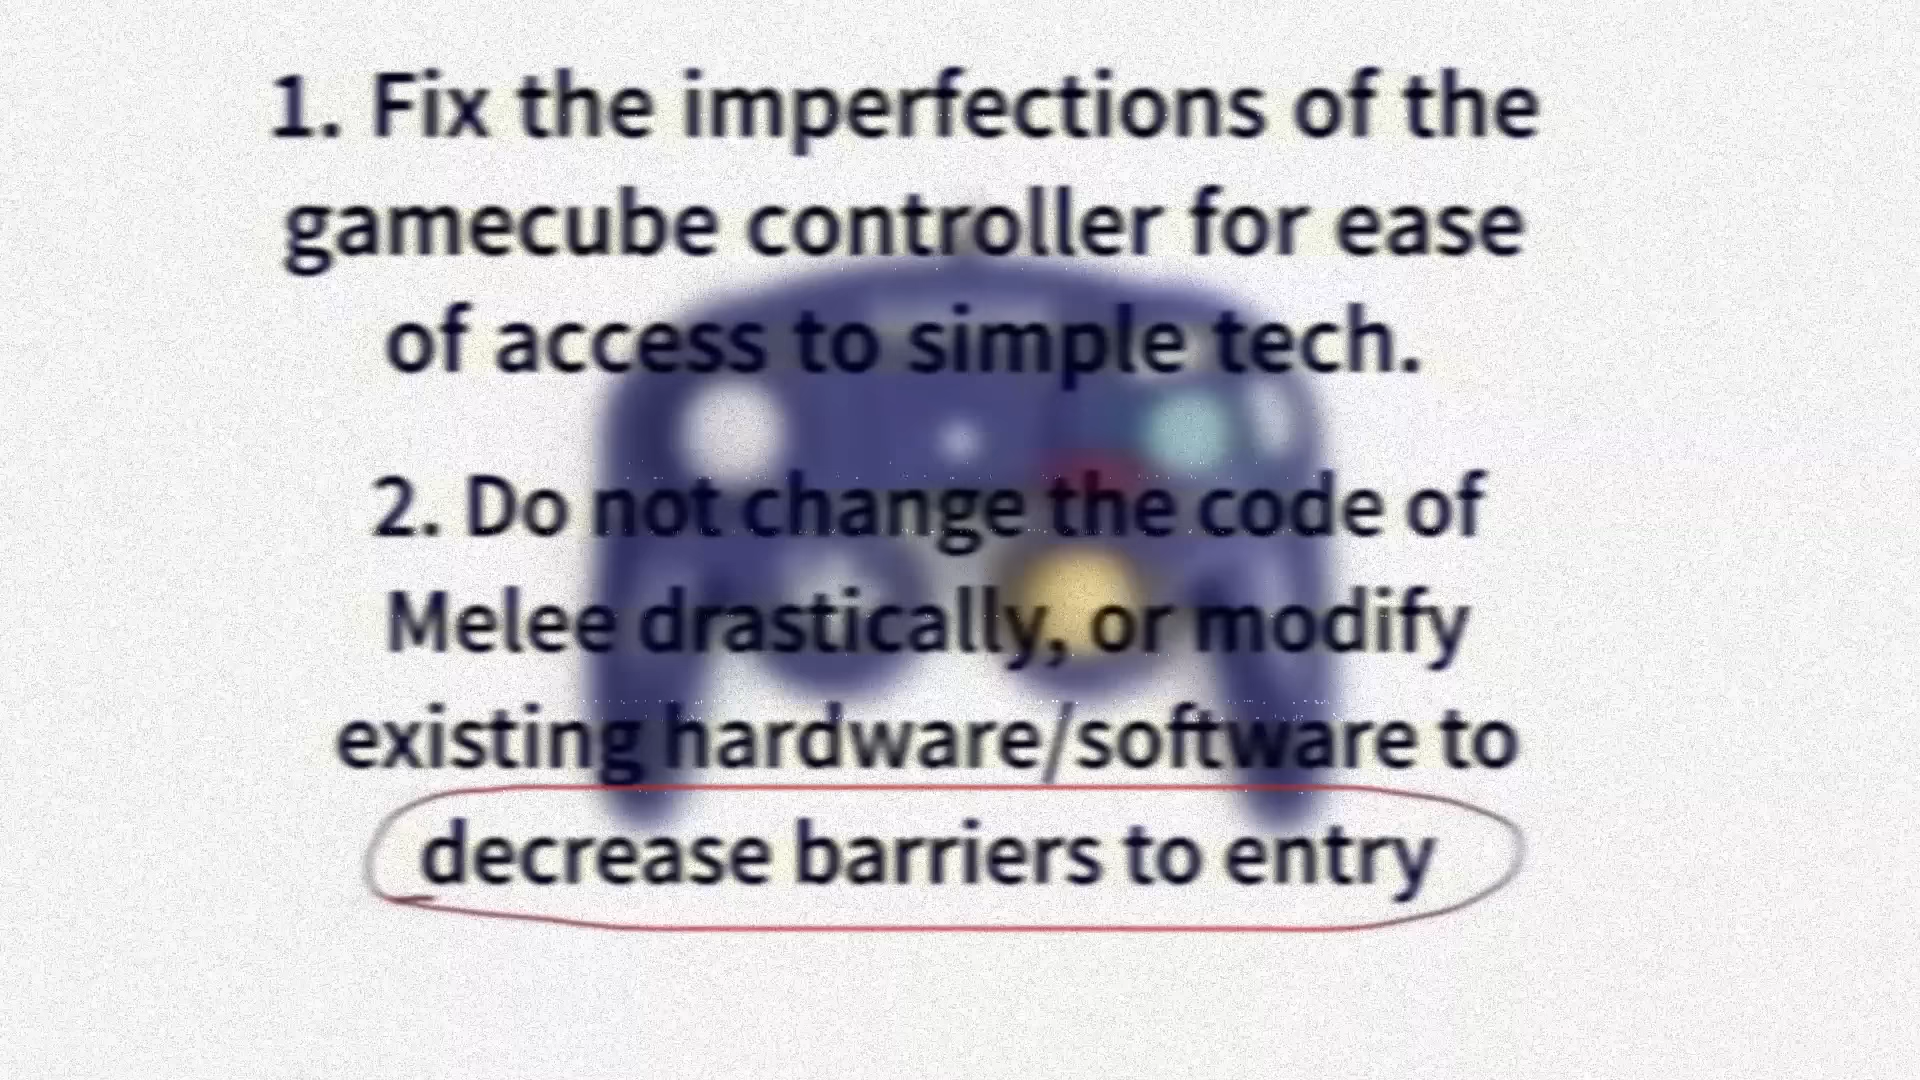 1. Fix the imperfections of the
gamecube controller for ease
of access to simple tech.
2. Do not change the code of
Melee drastically, or modify
existing hardware/software to
decrease barriers to entry